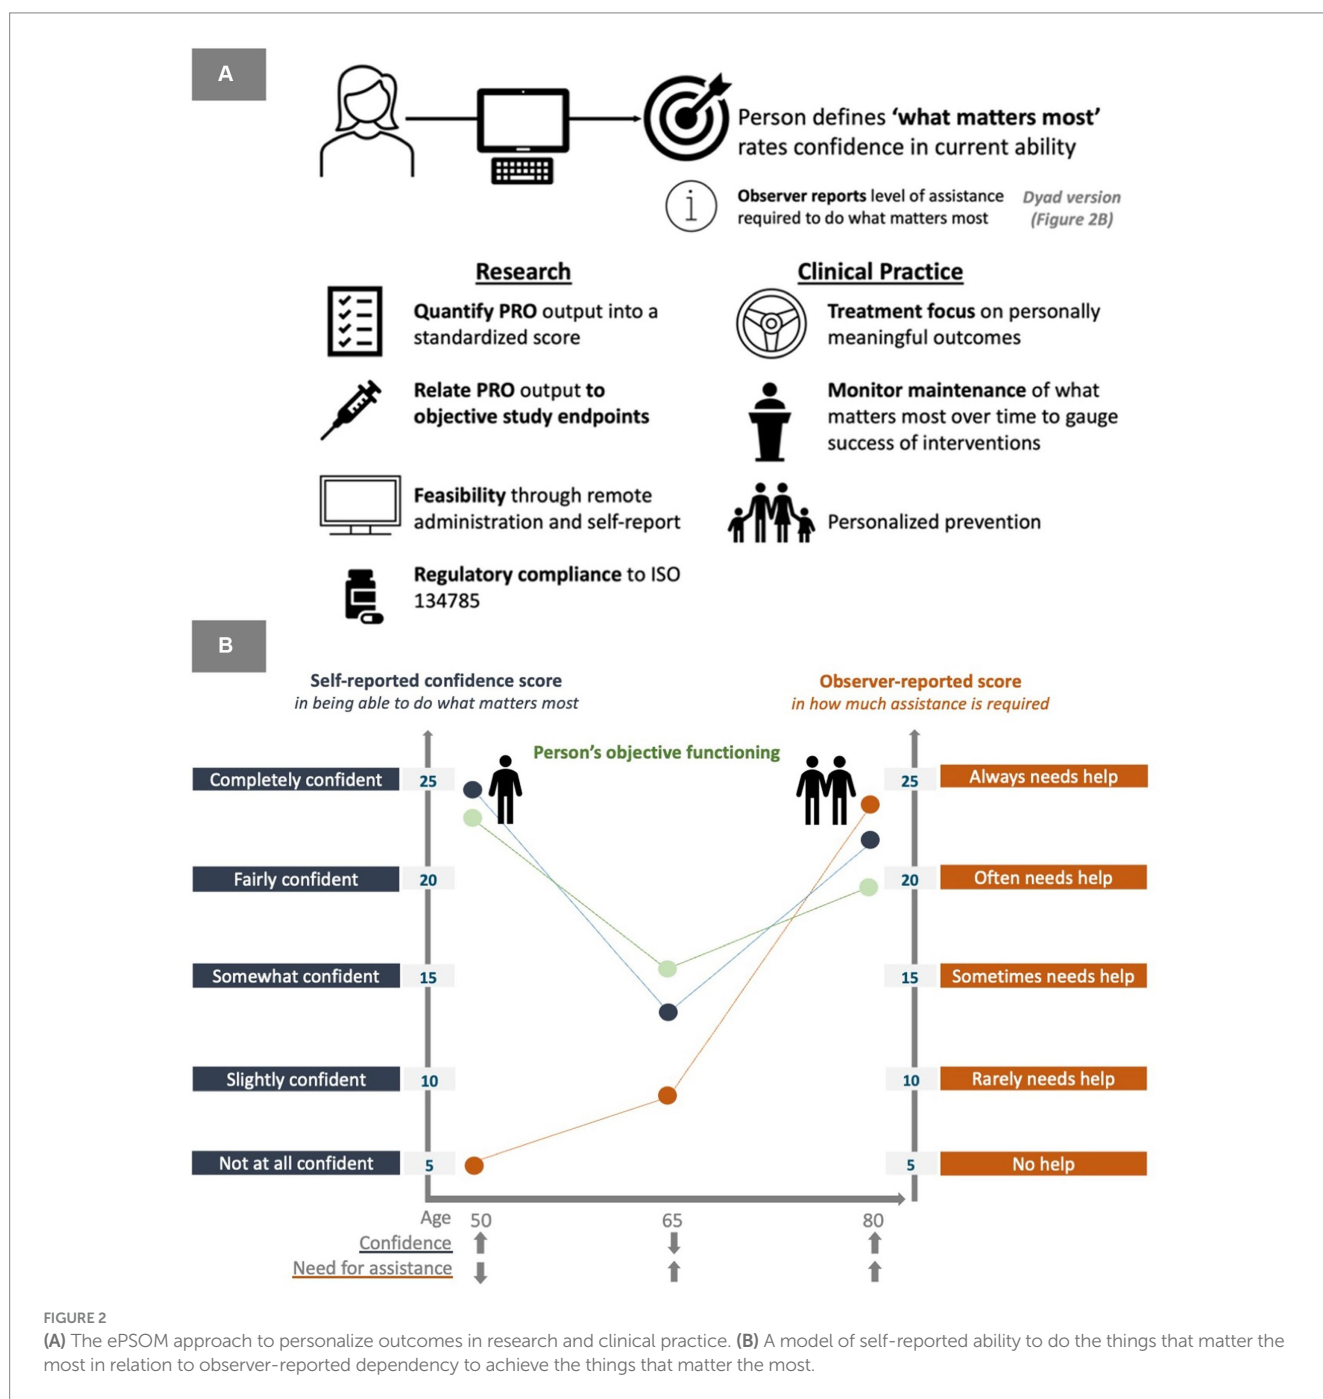 A
Person defines ‘what matters most’
rates confidence in current ability
Observer reports level of assistance
required to do what matters most
Dyad version
(Figure 2B)
Research
Quantify PRO output into a
standardized score
Relate PRO output to
objective study endpoints
Feasibility through remote
administration and self-report
Regulatory compliance to ISO
134785
Clinical Practice
Treatment focus on personally
meaningful outcomes
Monitor maintenance of what
matters most over time to gauge
success of interventions
Personalized prevention
B
Self-reported confidence score
in being able to do what matters most
Observer-reported score
in how much assistance is required
Person’s objective functioning
Completely confident 25
Fairly confident 20
Somewhat confident 15
Slightly confident 10
Not at all confident 5
25 Always needs help
20 Often needs help
15 Sometimes needs help
10 Rarely needs help
5 No help
Age 50 65 80
Confidence
Need for assistance
FIGURE 2
(A) The ePSOM approach to personalize outcomes in research and clinical practice. (B) A model of self-reported ability to do the things that matter the
most in relation to observer-reported dependency to achieve the things that matter the most.